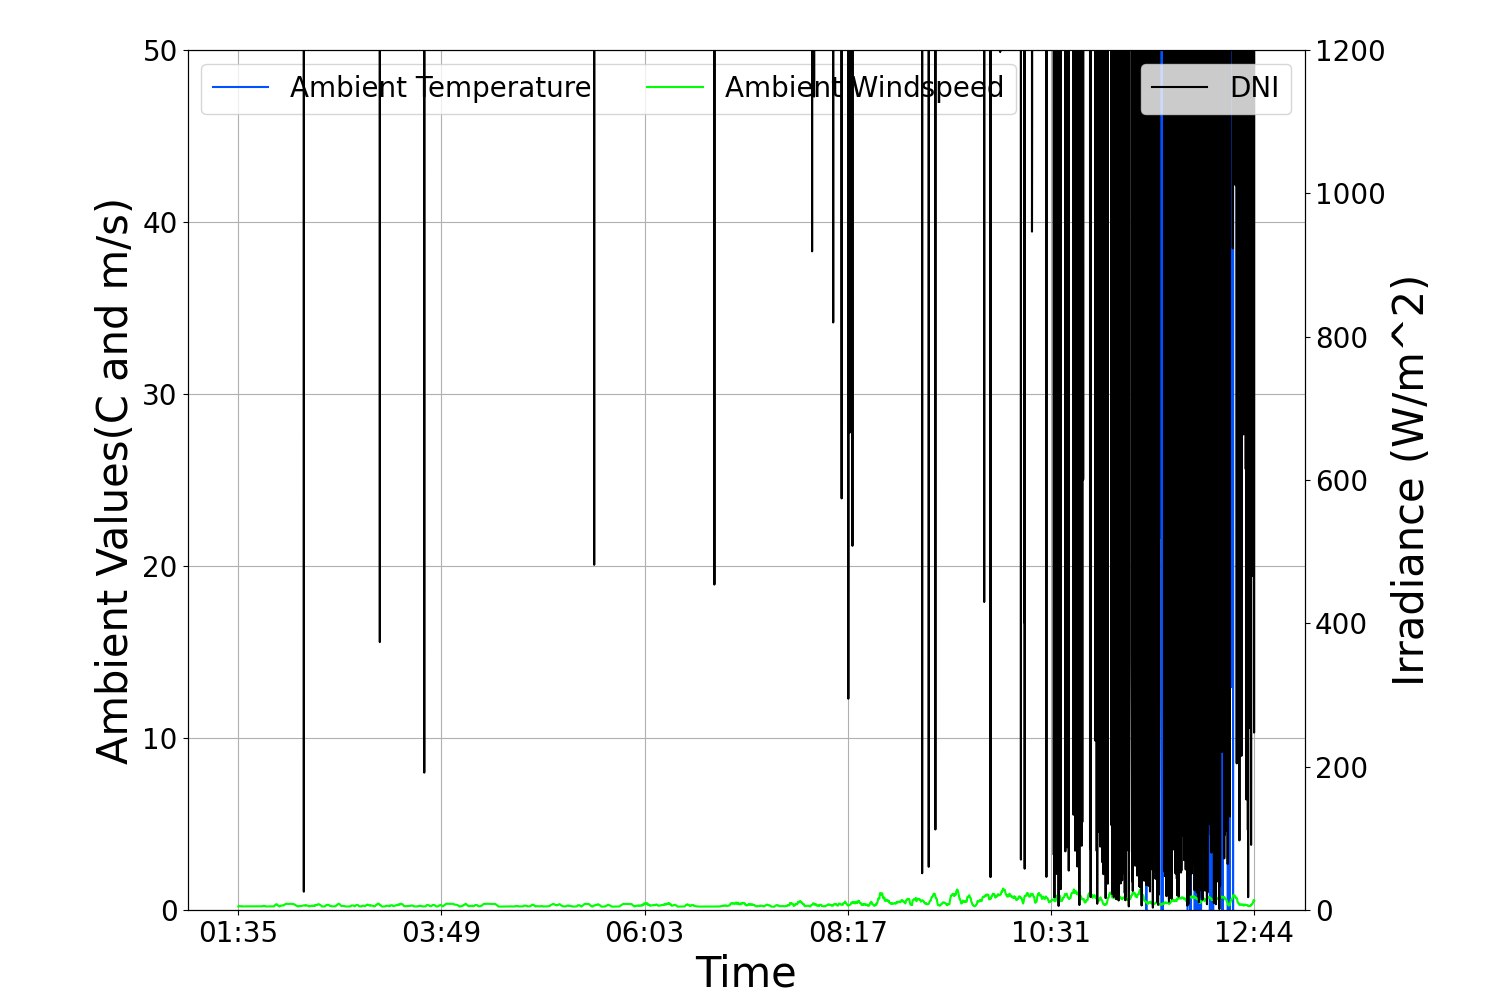 Ambient Temperature
Ambient Windspeed
DNI
50
40
30
20
10
0
Ambient Values(C and m/s)
1200
1000
800
600
400
200
0
Irradiance (W/m^2)
01:35 03:49 06:03 08:17 10:31 12:44
Time